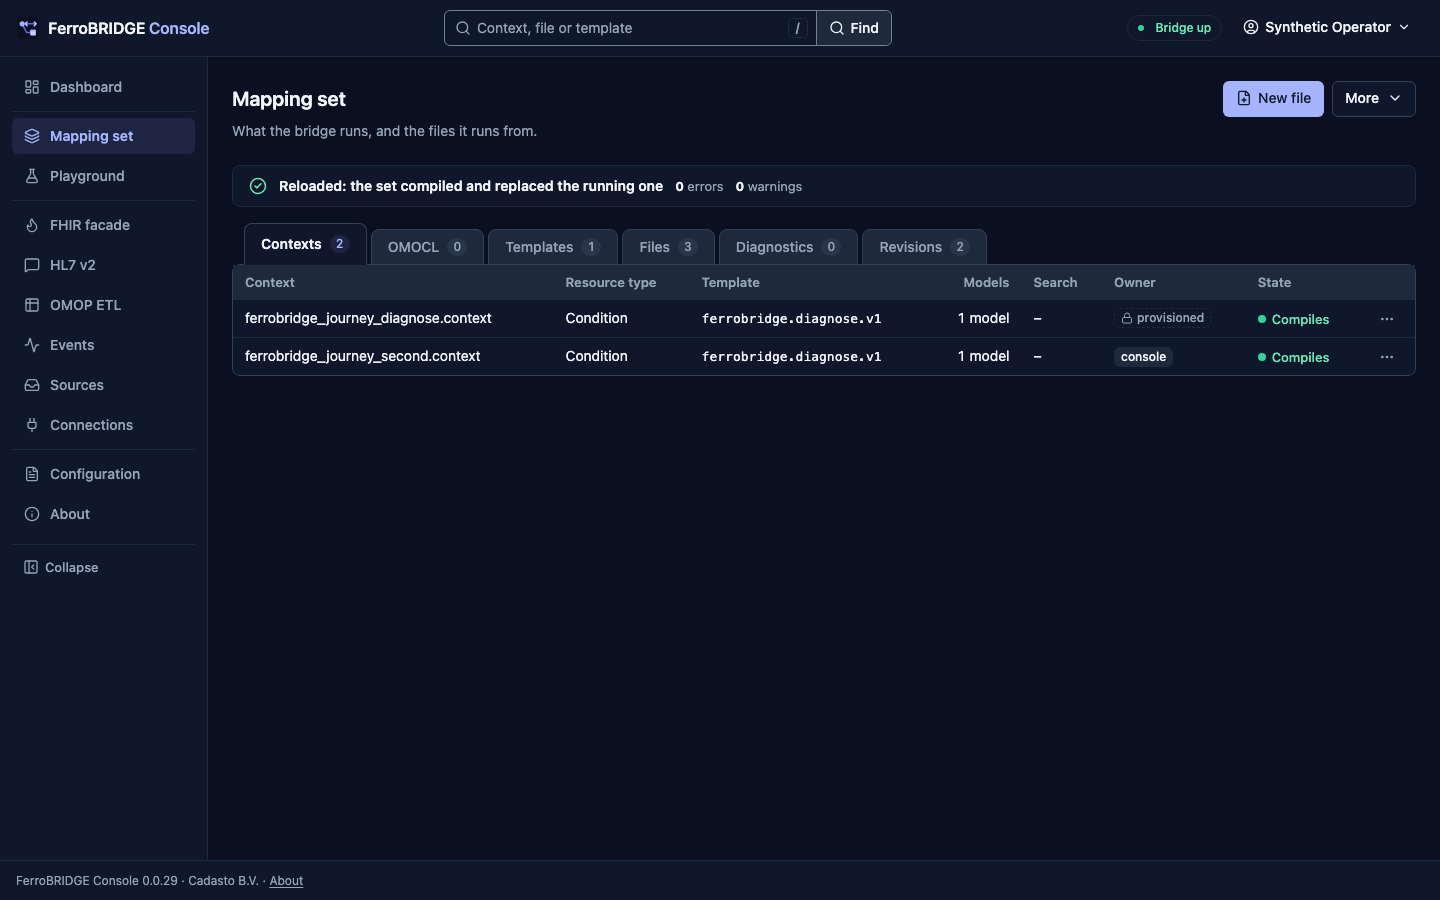 FerroBRIDGE Console
Context, file or template
/
Find
Bridge up
Synthetic Operator
Dashboard
Mapping set
Playground
FHIR facade
HL7 v2
OMOP ETL
Events
Sources
Connections
Configuration
About
Collapse
Mapping set
What the bridge runs, and the files it runs from.
New file
More
Reloaded: the set compiled and replaced the running one 0 errors 0 warnings
Contexts 2 OMOCL 0 Templates 1 Files 3 Diagnostics 0 Revisions 2
Context Resource type Template Models Search Owner State
ferrobridge_journey_diagnose.context Condition ferrobridge.diagnose.v1 1 model – provisioned Compiles ...
ferrobridge_journey_second.context Condition ferrobridge.diagnose.v1 1 model – console Compiles ...
FerroBRIDGE Console 0.0.29 · Cadasto B.V. · About